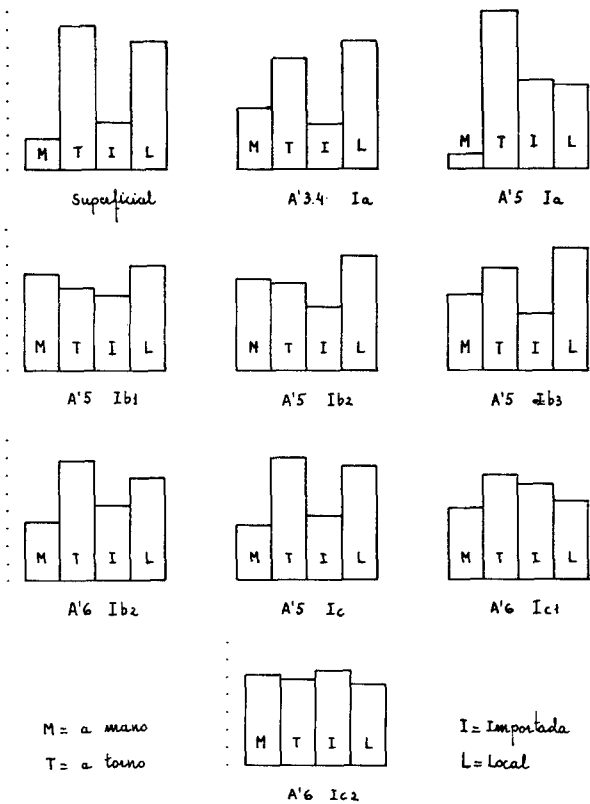 M T I L
M T I L
M T I L
Superficial
A'3.4. Ia
A'5 Ia
M T I L
M T I L
M T I L
A'5 Ib1
A'5 Ib2
A'5 Ib3
M T I L
M T I L
M T I L
A'6 Ib2
A'5 Ic
A'6 Ic1
M T I L
A'6 Ic2
M = a mano
T = a torno
I = Importada
L = Local